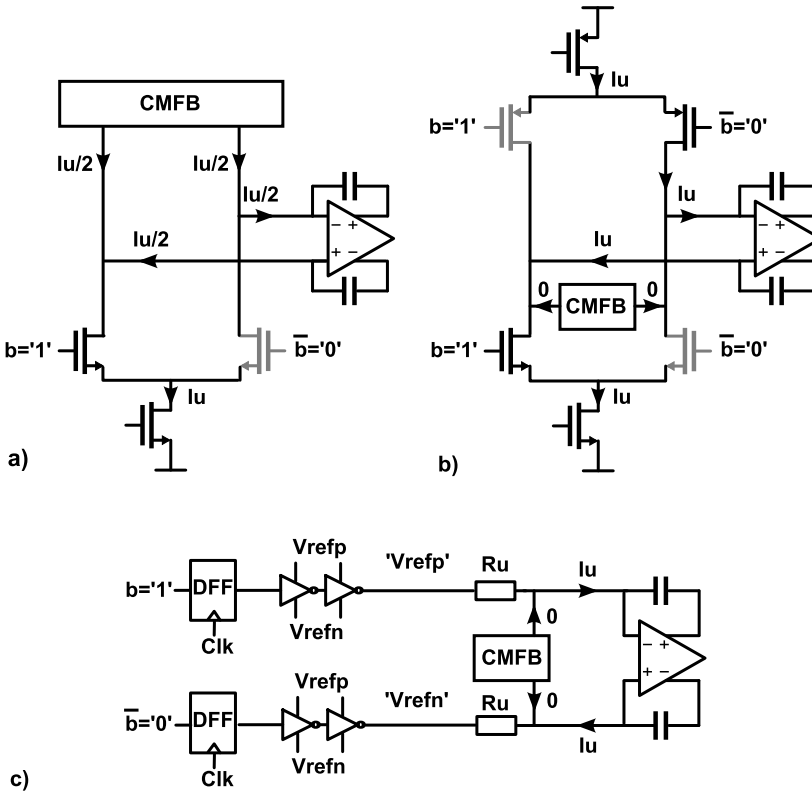 CMFB
Iu/2 Iu/2
Iu/2
Iu/2
− +
+ −
b='1' b̅='0'
Iu
a)
Iu
b='1' b̅='0'
Iu
Iu
− +
+ −
0 CMFB 0
b='1' b̅='0'
Iu
b)
Vrefp 'Vrefp' Ru Iu
b='1' DFF
Clk Vrefn
0
CMFB
− +
+ −
0
Vrefp 'Vrefn' Ru
b̅='0' DFF
Iu
Clk Vrefn
c)